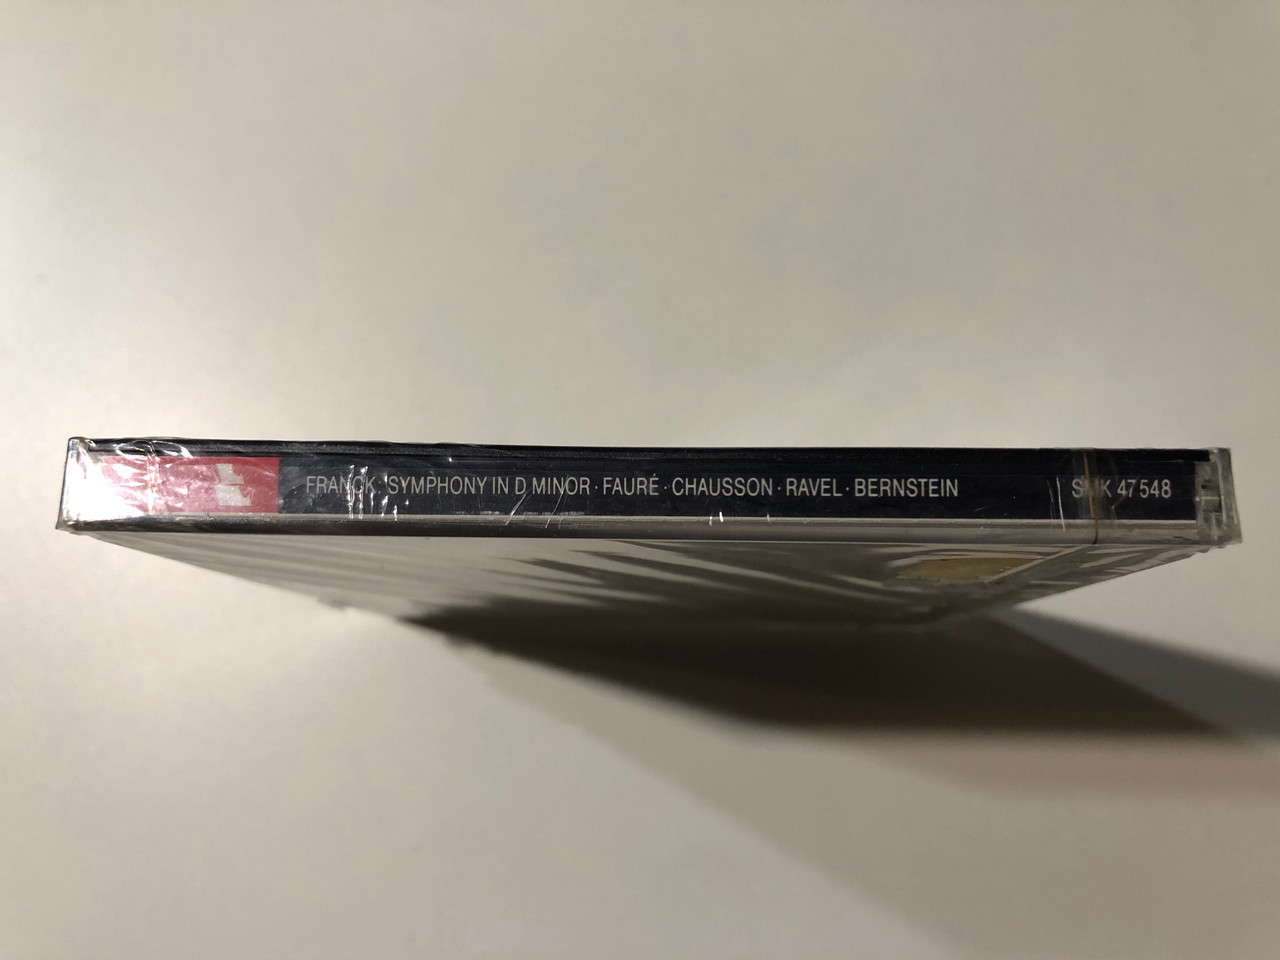 FRANCK: SYMPHONY IN D MINOR · FAURÉ · CHAUSSON · RAVEL · BERNSTEIN SMK 47548